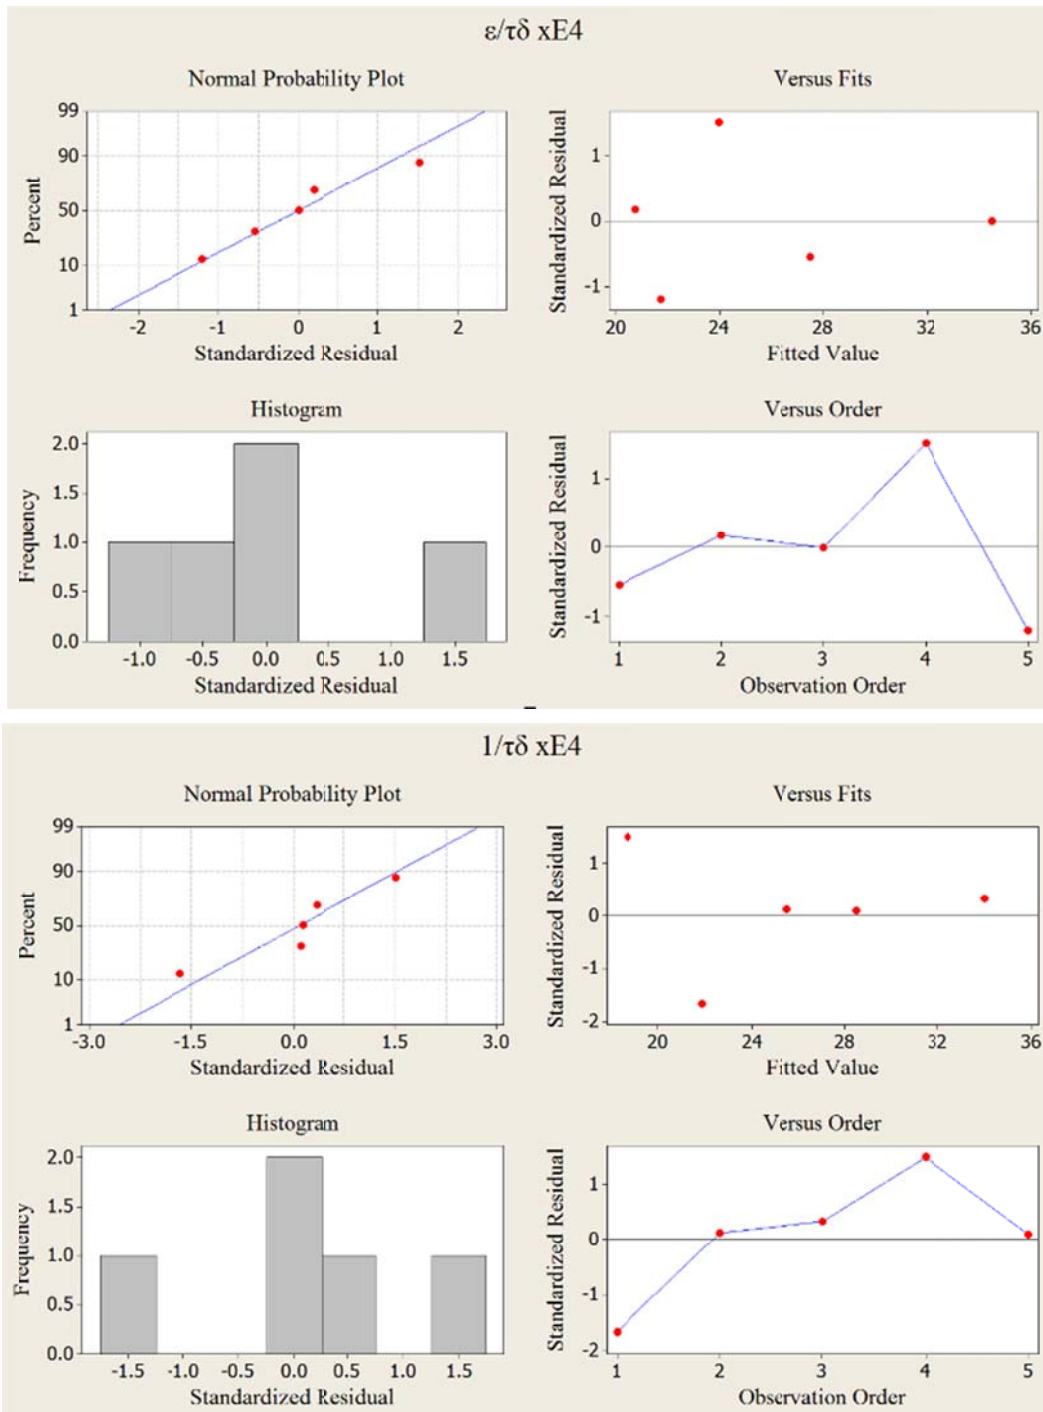 ε/τδ xE4
Normal Probability Plot
Percent
99
90
50
10
1
-2 -1 0 1 2
Standardized Residual
Versus Fits
Standardized Residual
1
0
-1
20 24 28 32 36
Fitted Value
Histogram
Frequency
2.0
1.5
1.0
0.5
0.0
-1.0 -0.5 0.0 0.5 1.0 1.5
Standardized Residual
Versus Order
Standardized Residual
1
0
-1
1 2 3 4 5
Observation Order
1/τδ xE4
Normal Probability Plot
Percent
99
90
50
10
1
-3.0 -1.5 0.0 1.5 3.0
Standardized Residual
Versus Fits
Standardized Residual
1
0
-1
-2
20 24 28 32 36
Fitted Value
Histogram
Frequency
2.0
1.5
1.0
0.5
0.0
-1.5 -1.0 -0.5 0.0 0.5 1.0 1.5
Standardized Residual
Versus Order
Standardized Residual
1
0
-1
-2
1 2 3 4 5
Observation Order